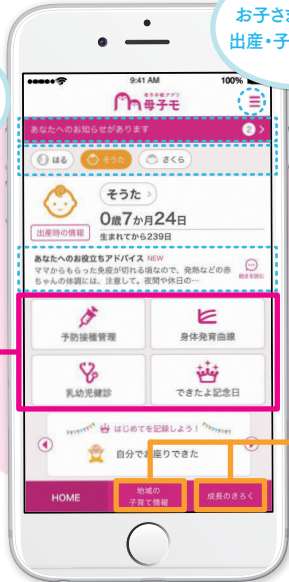 お子さま
出産・子
9:41 AM
100%
母子手帳アプリ
母子モ
あなたへのお知らせがあります
2
はる
そうた
さくら
そうた
0歳7か月24日
出産時の情報
生まれてから239日
あなたへのお役立ちアドバイス NEW
ママからもらった免疫が切れる頃なので、発熱などの赤
ちゃんの体調には、注意して。夜間や休日の…
続きを読む
予防接種管理
身体発育曲線
乳幼児健診
できたよ記念日
はじめてを記録しよう!
自分でお座りできた
HOME
地域の
子育て情報
成長のきろく